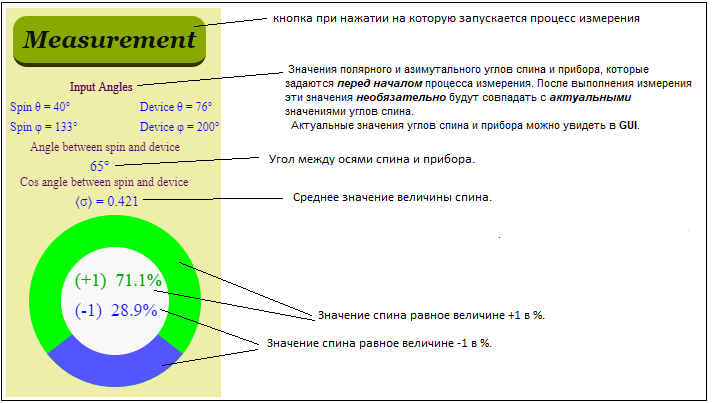 кнопка при нажатии на которую запускается процесс измерения
Measurement
Input Angles
Spin θ = 40° Device θ = 76°
Spin φ = 133° Device φ = 200°
Значения полярного и азимутального углов спина и прибора, которые
задаются перед началом процесса измерения. После выполнения измерения
эти значения необязательно будут совпадать с актуальными
значениями углов спина.
Актуальные значения углов спина и прибора можно увидеть в GUI.
Angle between spin and device
65°
Угол между осями спина и прибора.
Cos angle between spin and device
⟨σ⟩ = 0.421
Среднее значение величины спина.
(+1) 71.1%
(-1) 28.9%
Значение спина равное величине +1 в %.
Значение спина равное величине -1 в %.